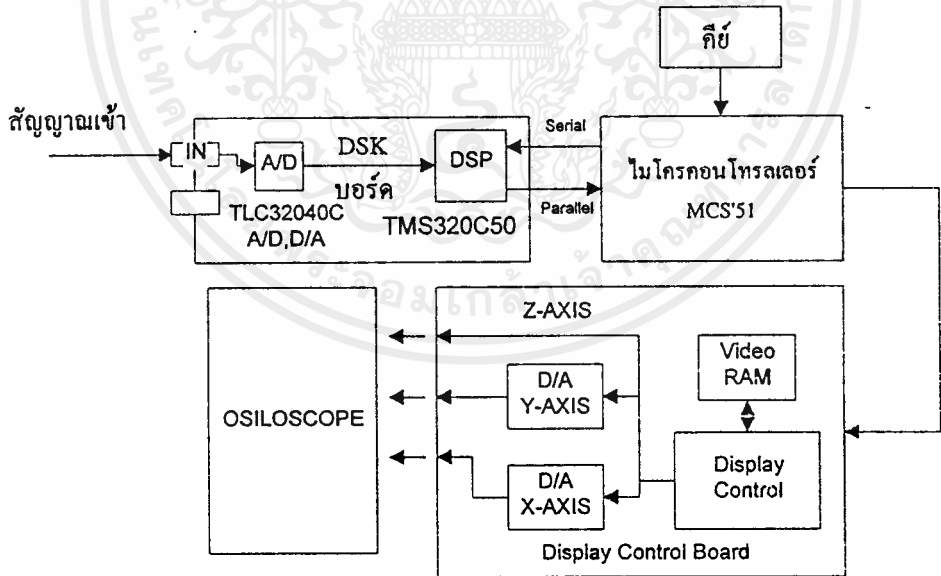 คีย์
สัญญาณเข้า
IN
A/D
DSK
บอร์ด
DSP
TLC32040C
A/D,D/A
TMS320C50
Serial
Parallel
ไมโครคอนโทรลเลอร์
MCS'51
OSILOSCOPE
Z-AXIS
D/A
Y-AXIS
D/A
X-AXIS
Video
RAM
Display
Control
Display Control Board